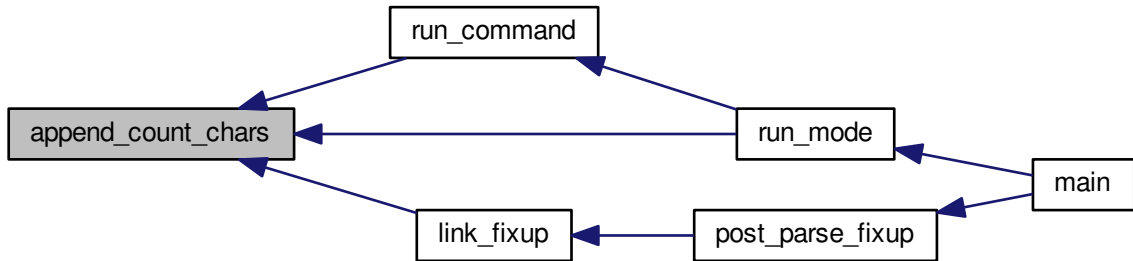 run_command
append_count_chars
run_mode
main
link_fixup
post_parse_fixup